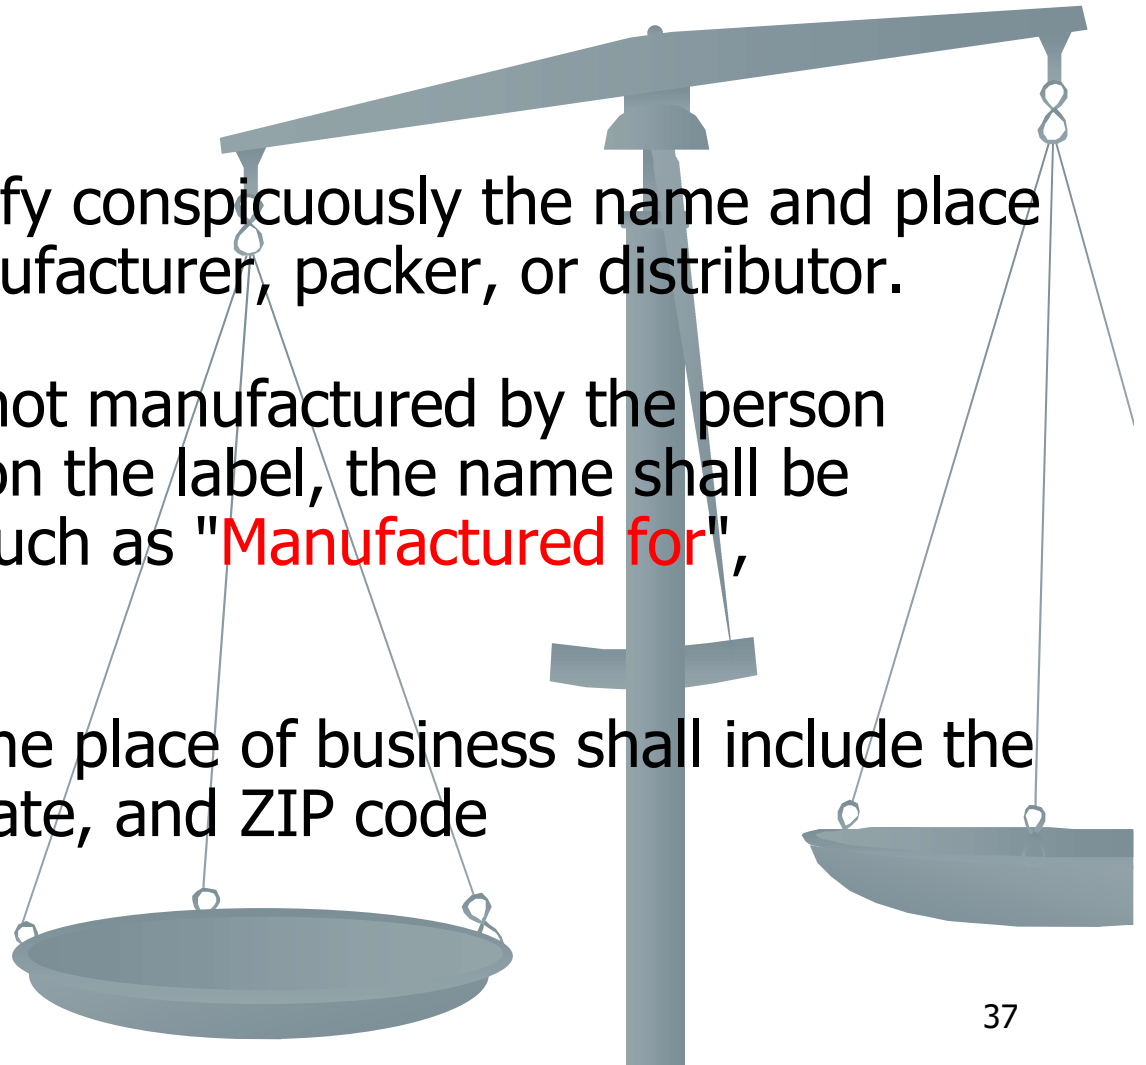 fy conspicuously the name and place
ufacturer, packer, or distributor.
not manufactured by the person
on the label, the name shall be
uch as "Manufactured for",
he place of business shall include the
ate, and ZIP code
37